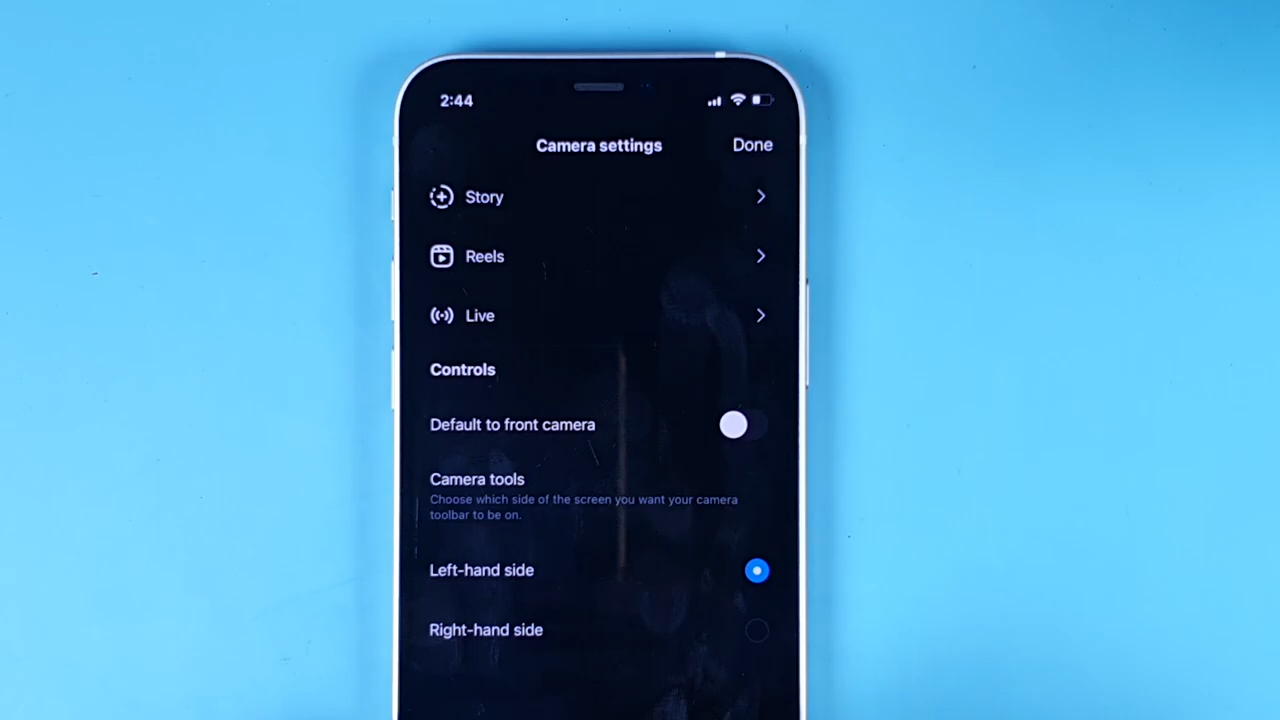 2:44
Camera settings
Done
Story
Reels
Live
Controls
Default to front camera
Camera tools
Choose which side of the screen you want your camera
toolbar to be on.
Left-hand side
Right-hand side